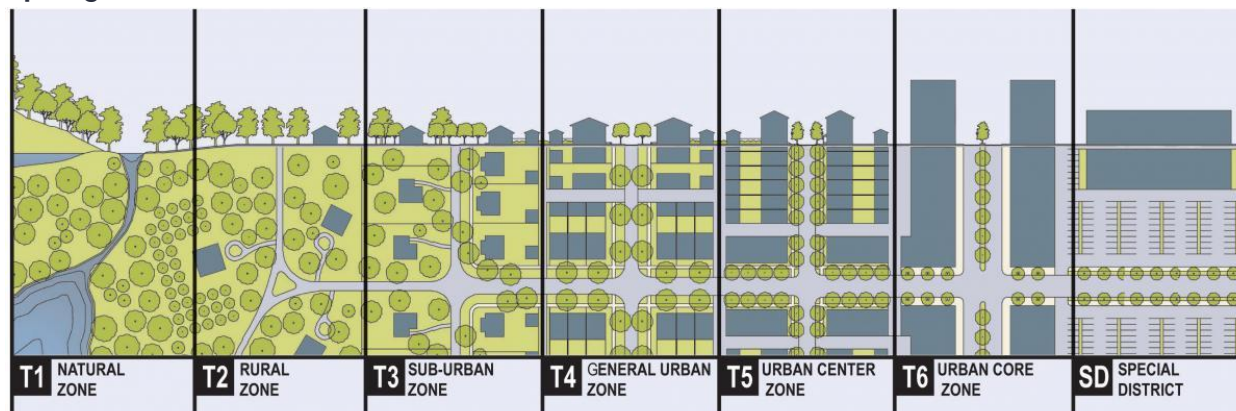 T1 NATURAL
ZONE
T2 RURAL
ZONE
T3 SUB-URBAN
ZONE
T4 GENERAL URBAN
ZONE
T5 URBAN CENTER
ZONE
T6 URBAN CORE
ZONE
SD SPECIAL
DISTRICT